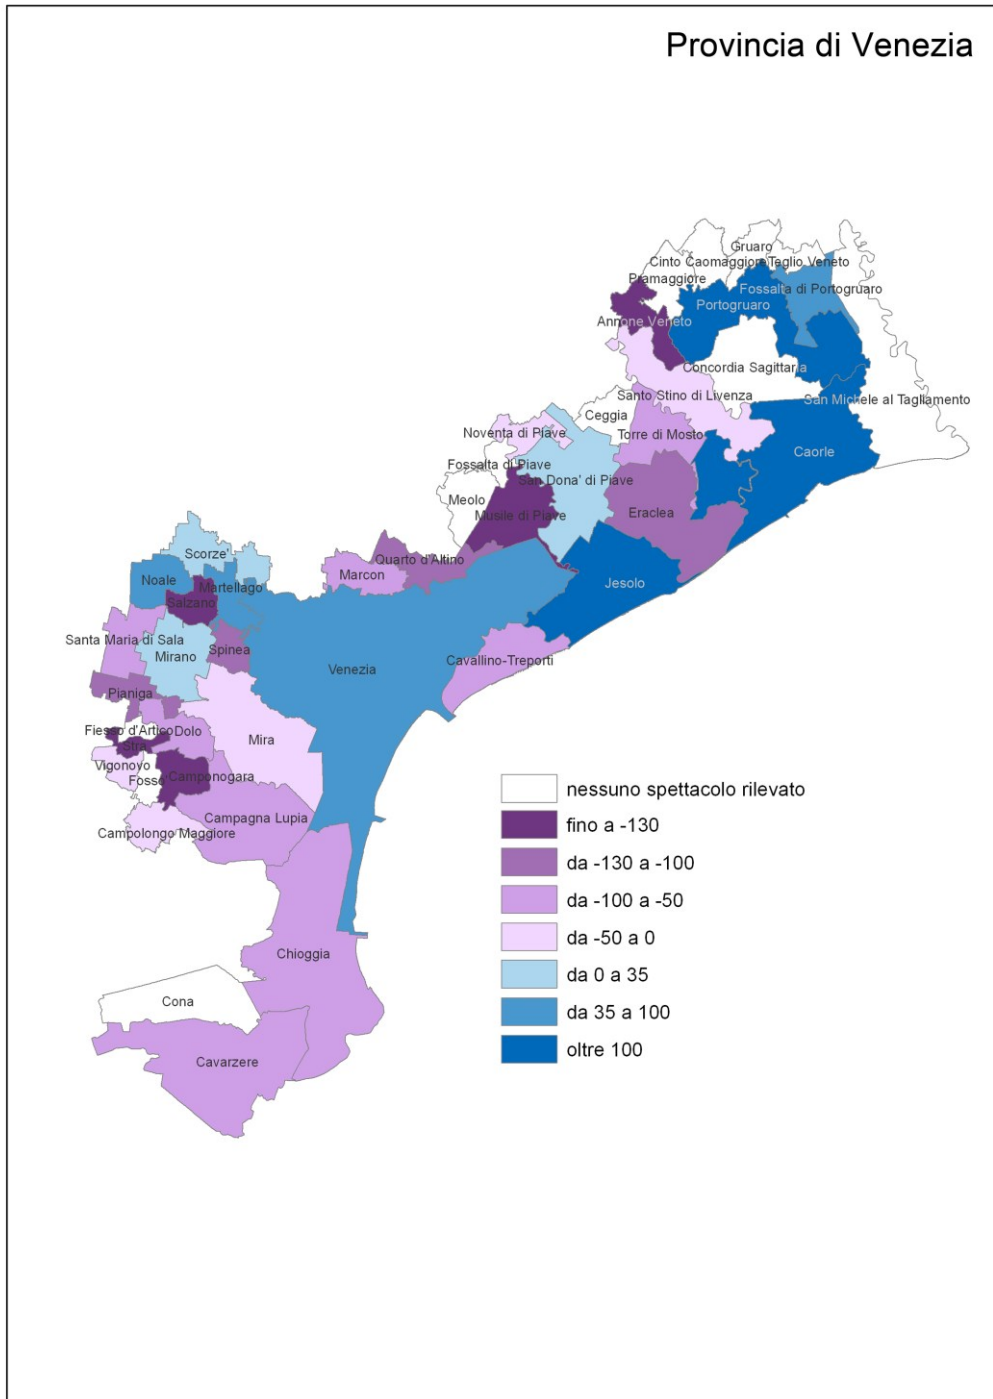 Provincia di Venezia
Gruaro
Cinto Caomaggiore
Teglio Veneto
Pramaggiore
Fossalta di Portogruaro
Portogruaro
Annone Veneto
Concordia Sagittaria
Santo Stino di Livenza
San Michele al Tagliamento
Ceggia
Noventa di Piave
Torre di Mosto
Caorle
Fossalta di Piave
San Dona' di Piave
Meolo
Musile di Piave
Eraclea
Scorze'
Quarto d'Altino
Marcon
Noale
Martellago
Jesolo
Salzano
Santa Maria di Sala
Spinea
Mirano
Cavallino-Treporti
Venezia
Pianiga
Fiesso d'Artico
Dolo
Mira
Stra
Vigonovo
Fosso'
Camponogara
nessuno spettacolo rilevato
Campagna Lupia
fino a -130
Campolongo Maggiore
da -130 a -100
da -100 a -50
da -50 a 0
Chioggia
da 0 a 35
Cona
da 35 a 100
oltre 100
Cavarzere